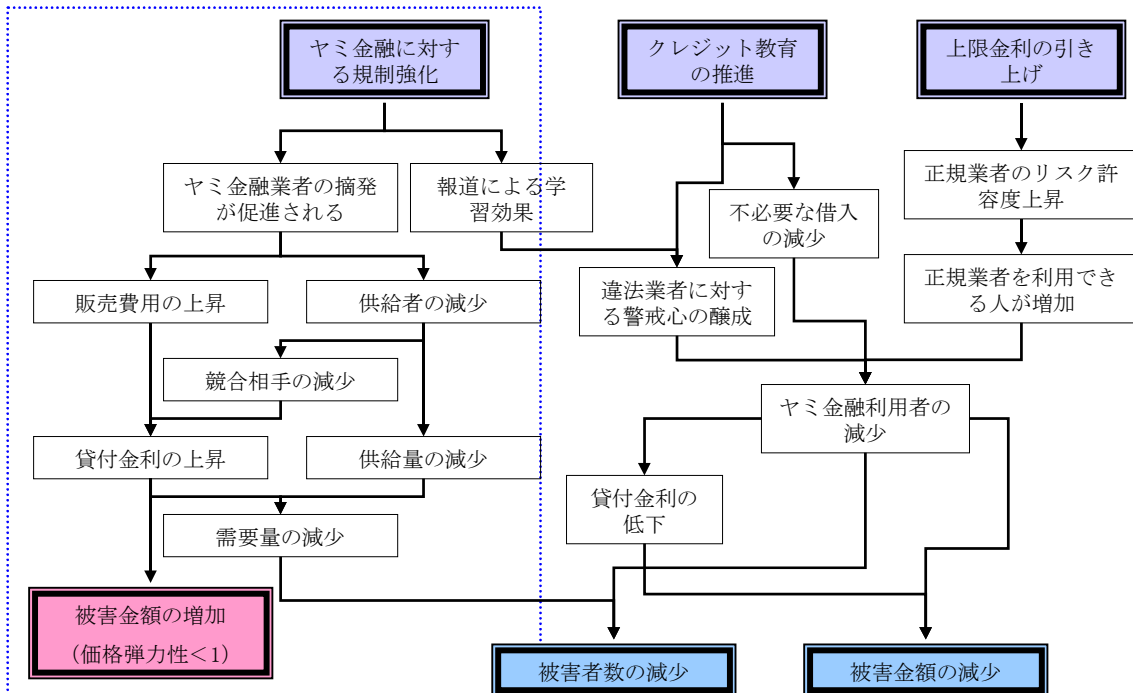 ヤミ金融に対す
る規制強化
クレジット教育
の推進
上限金利の引き
上げ
ヤミ金融業者の摘発
が促進される
報道による学
習効果
不必要な借入
の減少
正規業者のリスク許
容度上昇
販売費用の上昇
供給者の減少
違法業者に対す
る警戒心の醸成
正規業者を利用でき
る人が増加
競合相手の減少
ヤミ金融利用者の
減少
貸付金利の上昇
供給量の減少
貸付金利の
低下
需要量の減少
被害金額の増加
（価格弾力性＜1）
被害者数の減少
被害金額の減少